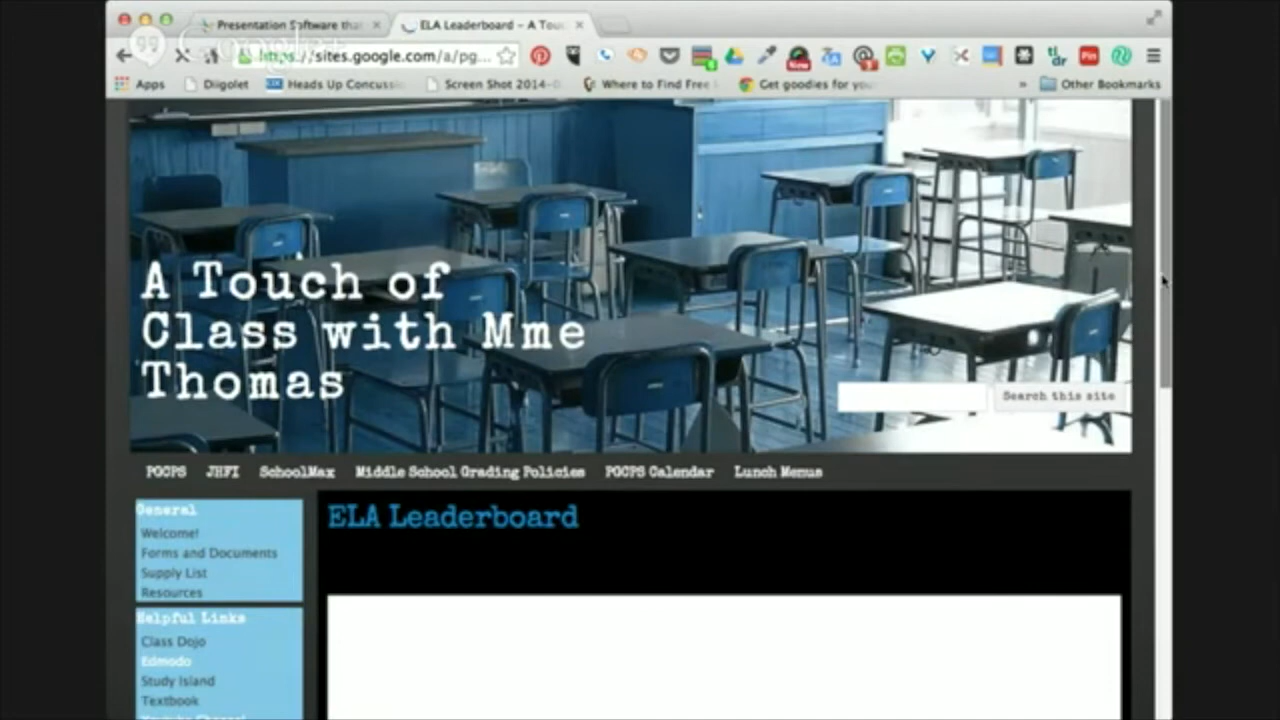 Presentation Software tha
ELA Leaderboard – A Touc
Google+
https://sites.google.com/a/pg...
Apps
Diigolet
Heads Up Concussi
Screen Shot 2014-
Where to Find Free
Get goodies for you
»
Other Bookmarks
A Touch of
Class with Mme
Thomas
Search this site
PGCPS JHFI SchoolMax Middle School Grading Policies PGCPS Calendar Lunch Menus
General
Welcome!
Forms and Documents
Supply List
Resources
Helpful Links
Class Dojo
Edmodo
Study Island
Textbook
Youtube Channel
ELA Leaderboard